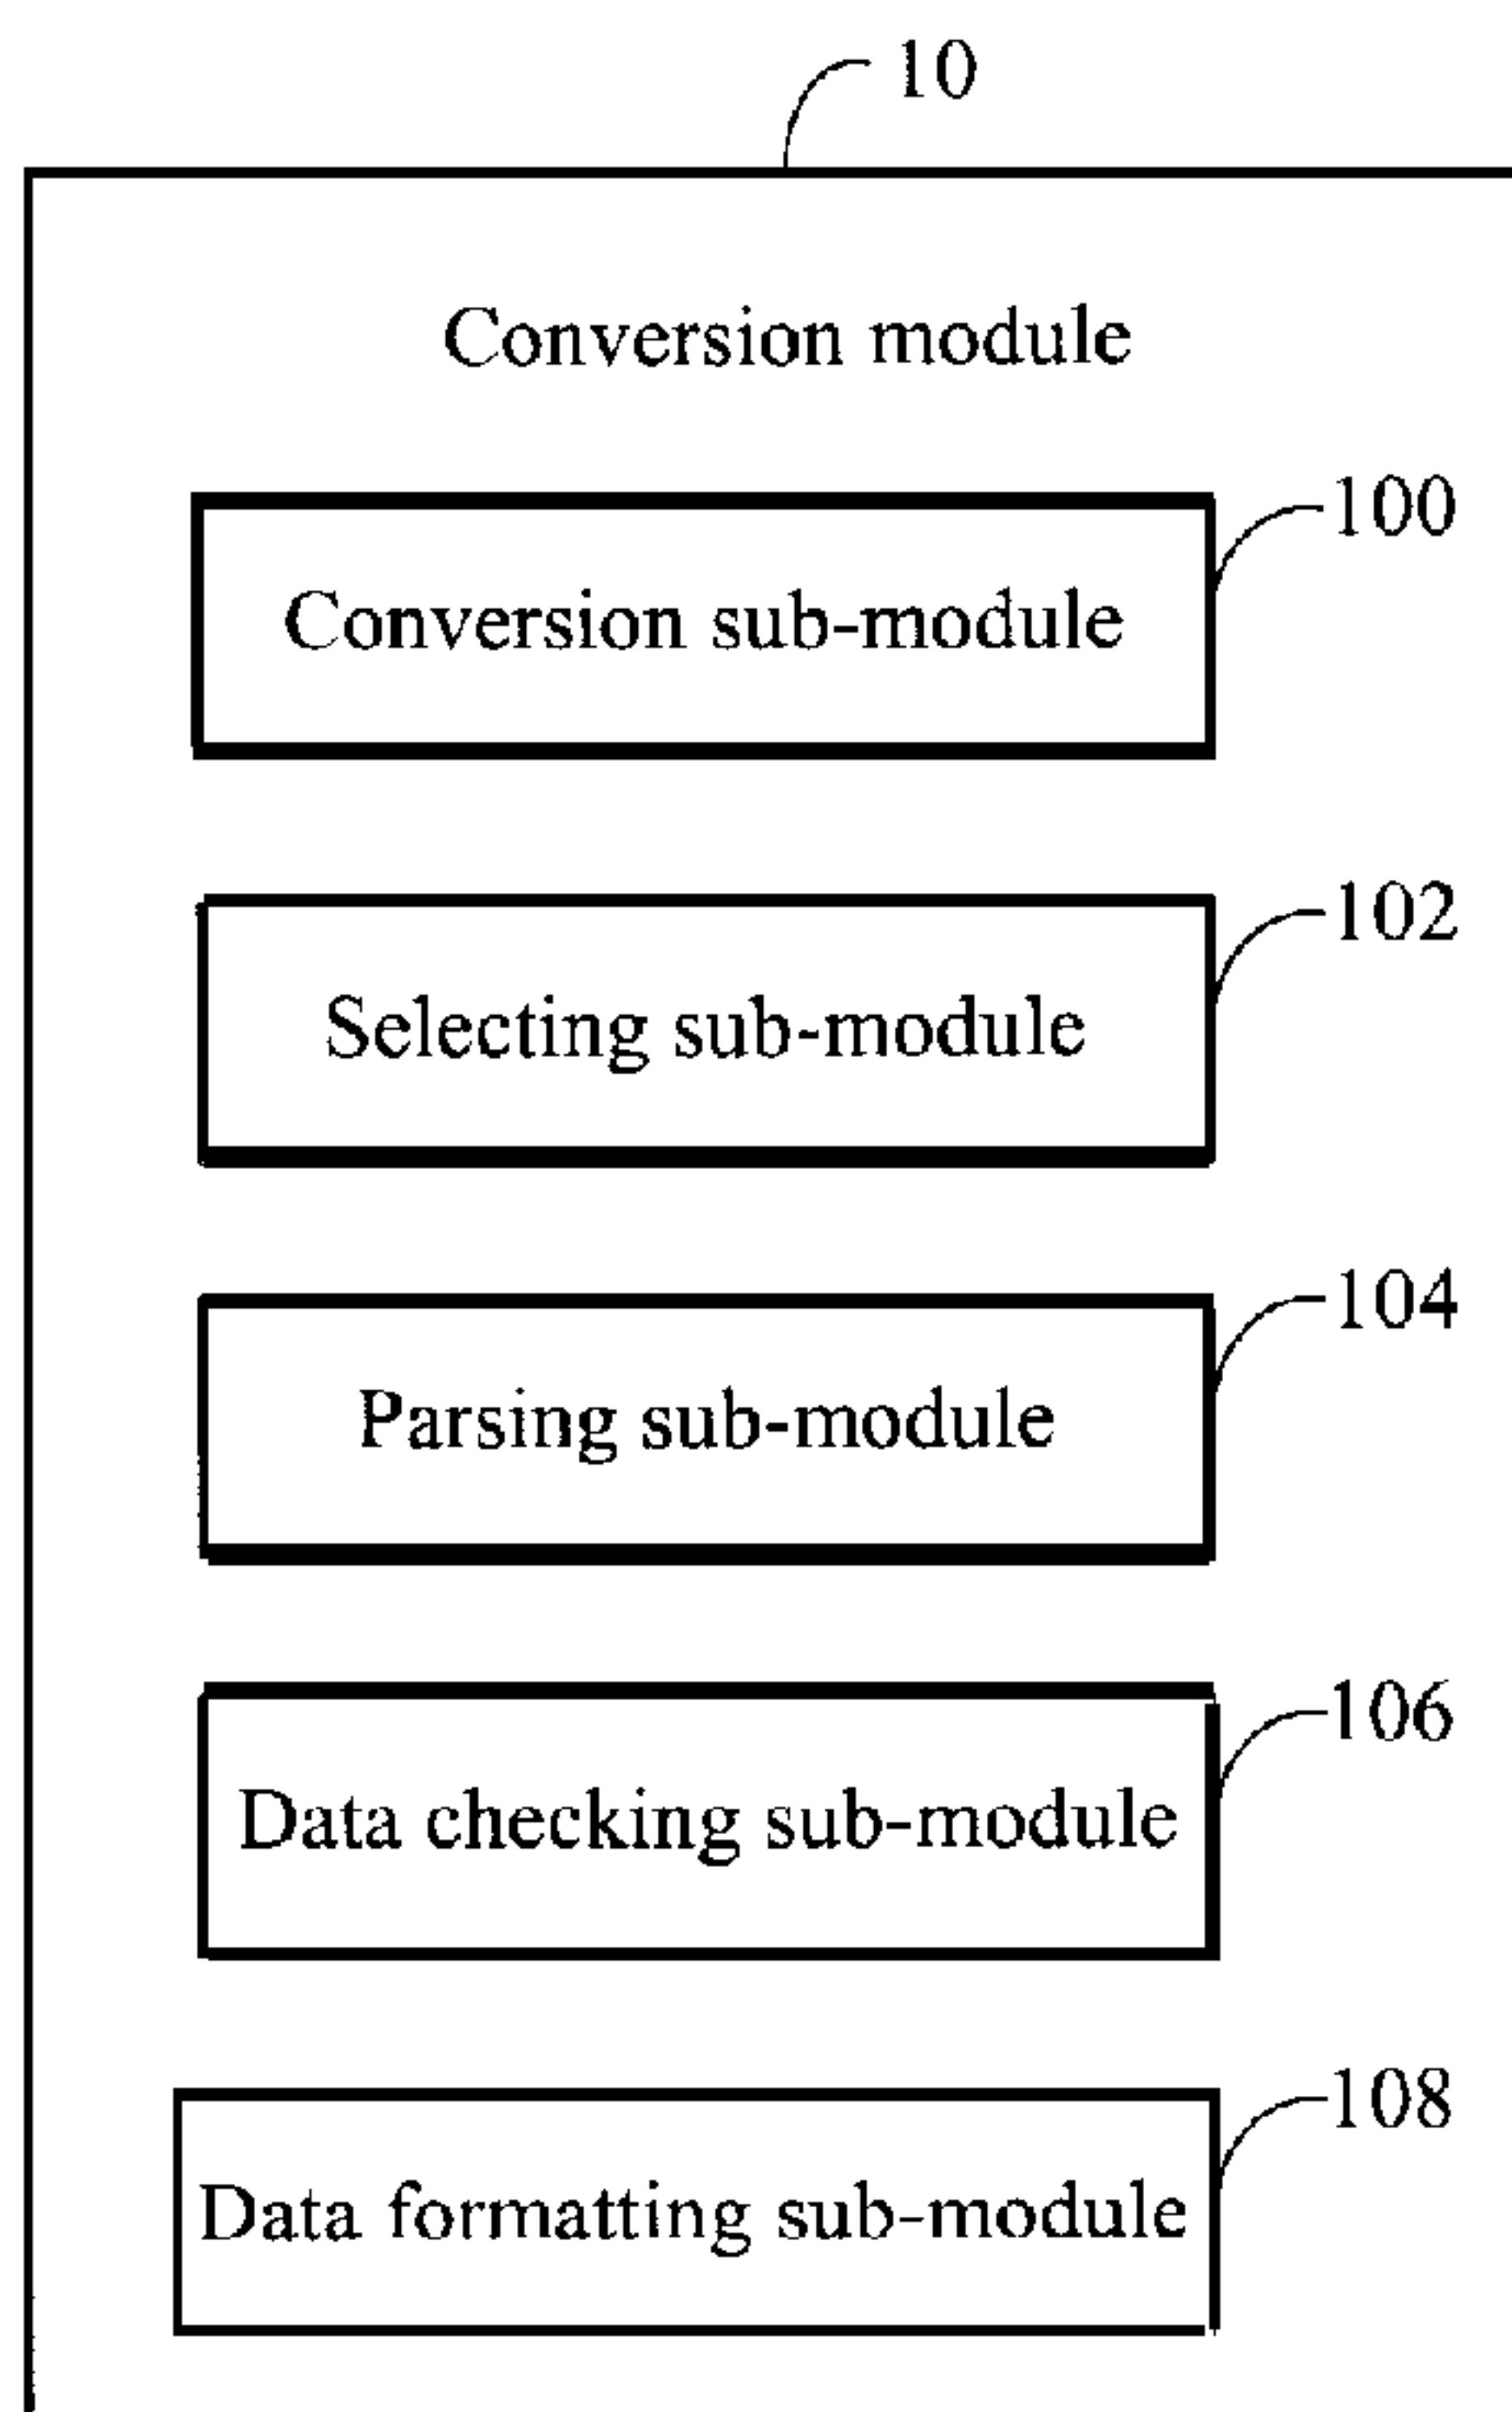 10
Conversion module
100
Conversion sub-module
102
Selecting sub-module
104
Parsing sub-module
106
Data checking sub-module
108
Data formatting sub-module